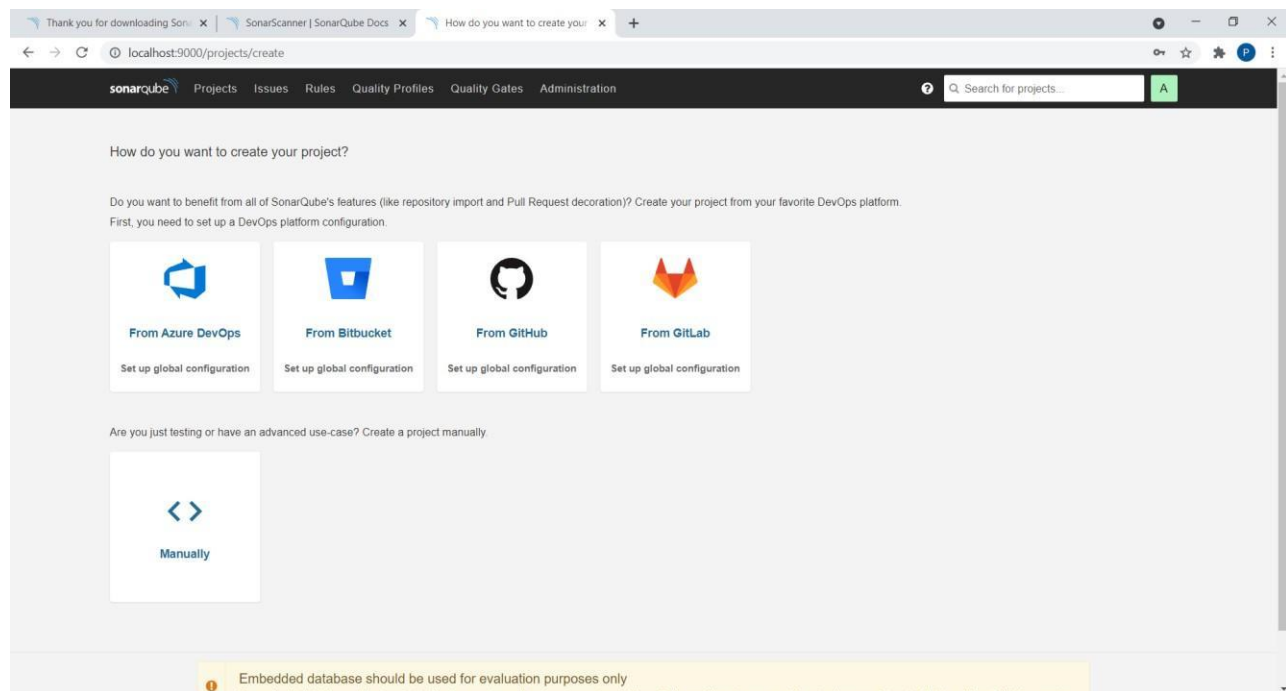 Thank you for downloading Son
SonarScanner | SonarQube Docs
How do you want to create your
localhost:9000/projects/create
P
sonarqube
Projects Issues Rules Quality Profiles Quality Gates Administration
Search for projects...
A
How do you want to create your project?
Do you want to benefit from all of SonarQube's features (like repository import and Pull Request decoration)? Create your project from your favorite DevOps platform.
First, you need to set up a DevOps platform configuration.
From Azure DevOps
From Bitbucket
From GitHub
From GitLab
Set up global configuration
Set up global configuration
Set up global configuration
Set up global configuration
Are you just testing or have an advanced use-case? Create a project manually.
Manually
Embedded database should be used for evaluation purposes only